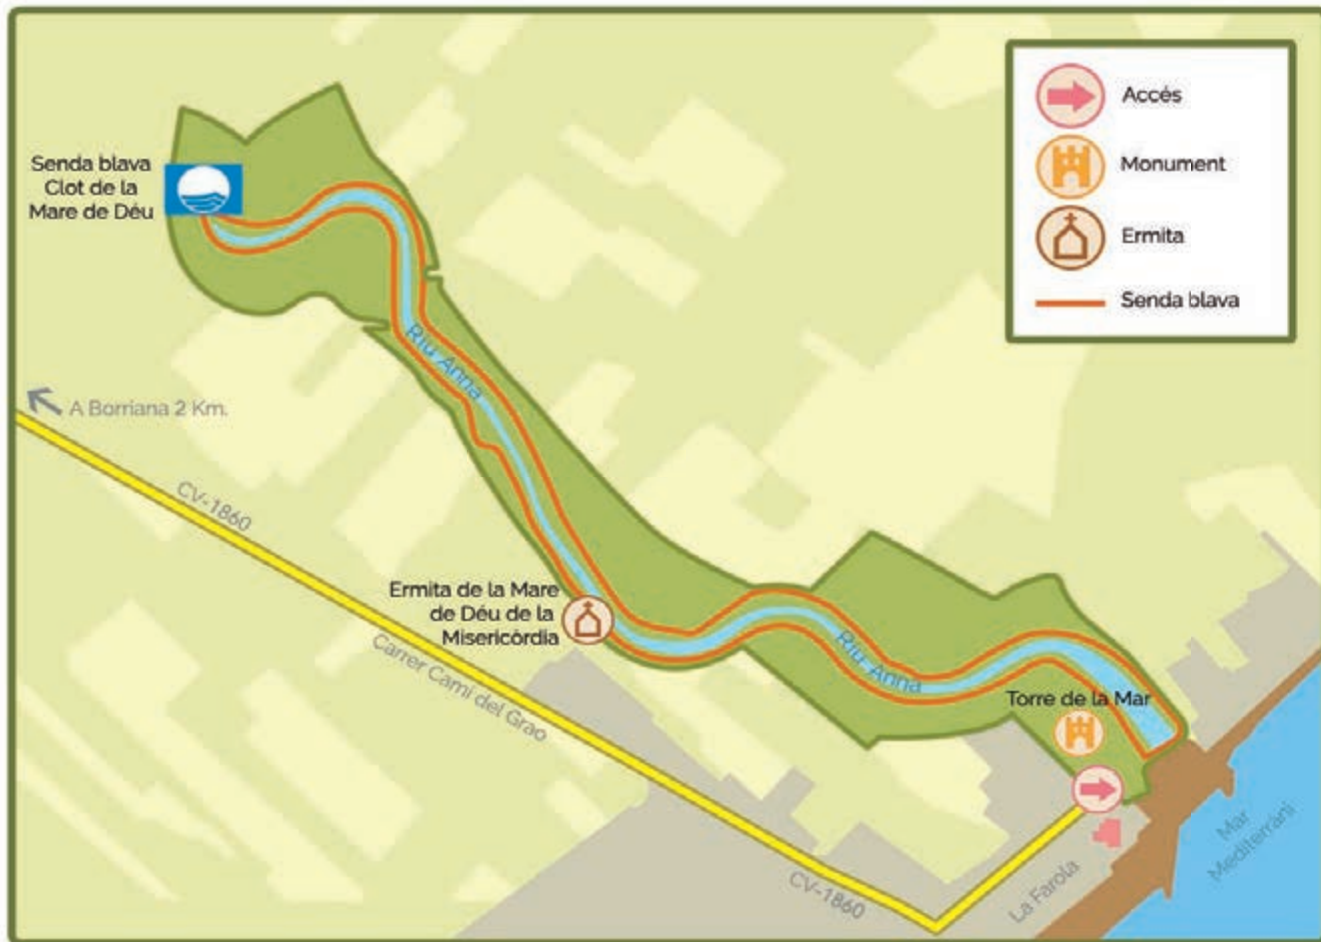 Senda blava
Clot de la
Mare de Déu
Accés
Monument
Ermita
Senda blava
A Borriana 2 Km.
Riu Anna
CV-1860
Ermita de la Mare
de Déu de la
Misericòrdia
Carrer Camí del Grao
Riu Anna
Torre de la Mar
CV-1860
La Farola
Mar
Mediterrani